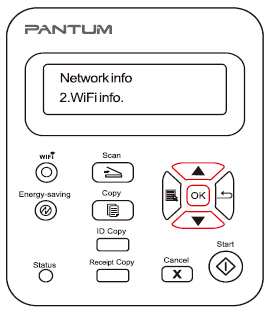 PANTUM
Network info
2.WiFi info.
WiFi
Scan
Energy-saving
Copy
OK
ID Copy
Start
Status
Receipt Copy
Cancel
X